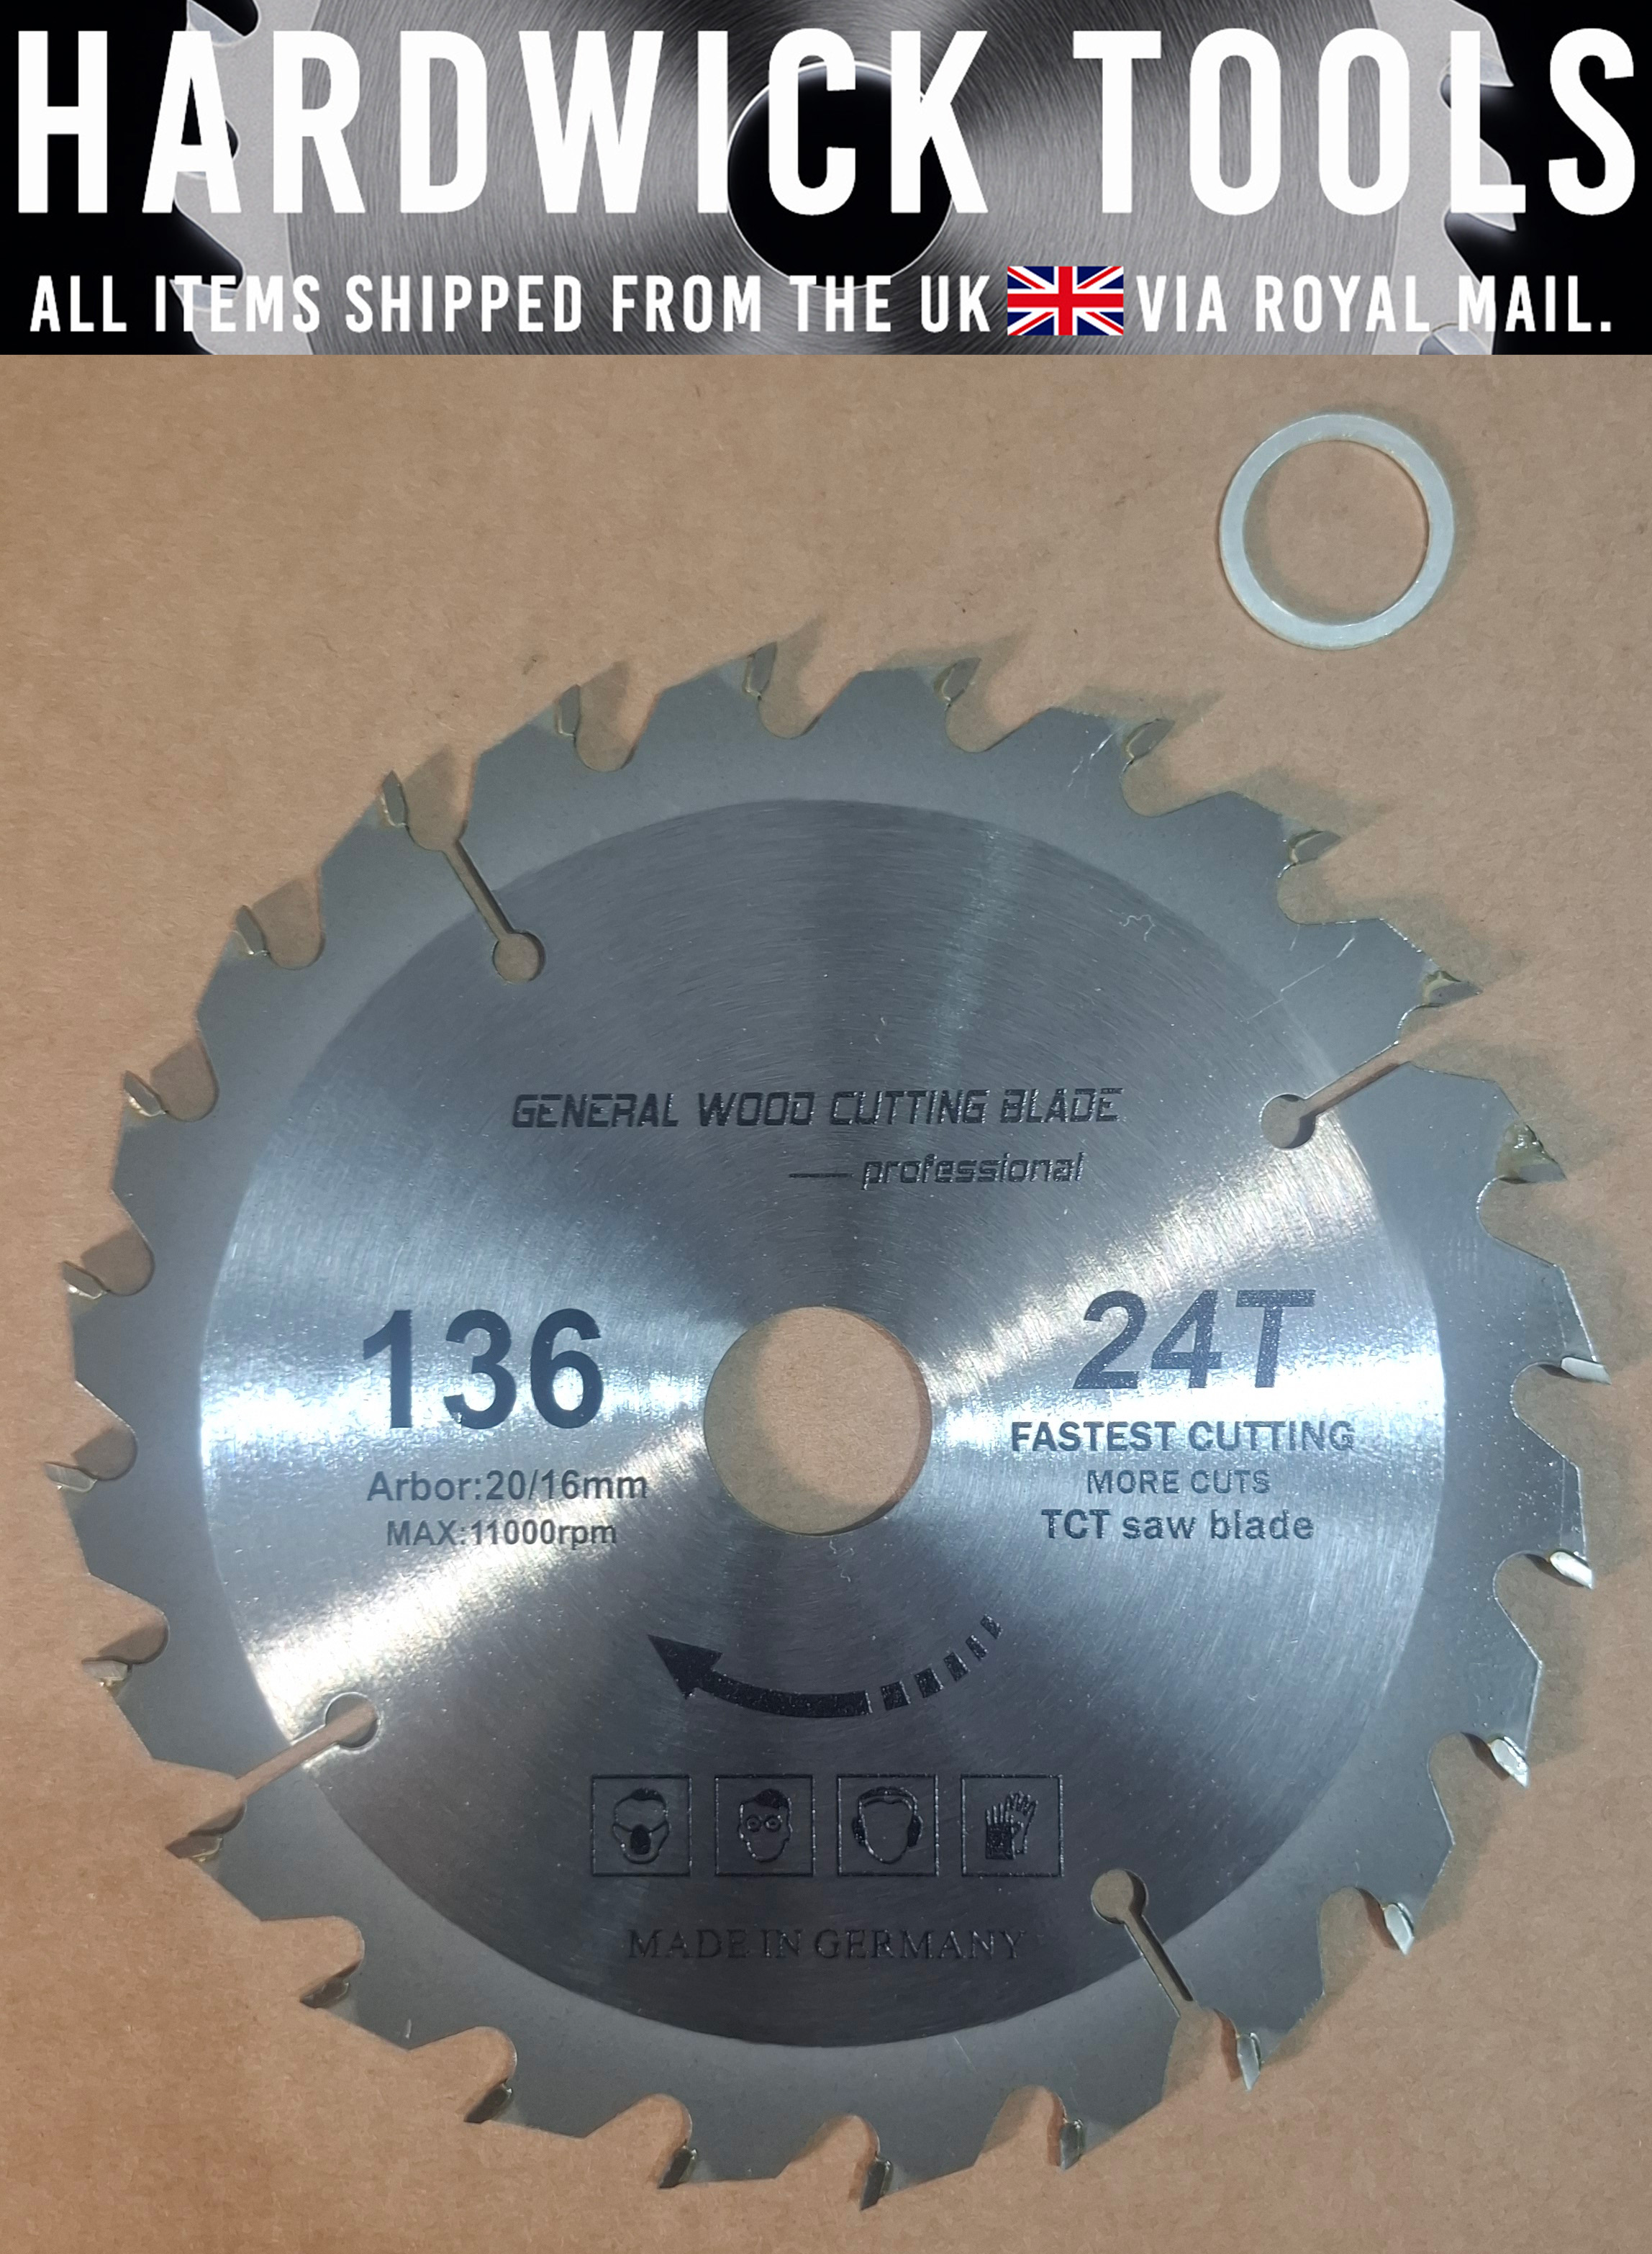 HARDWICK TOOLS
ALL ITEMS SHIPPED FROM THE UK VIA ROYAL MAIL.
GENERAL WOOD CUTTING BLADE
professional
136
Arbor:20/16mm
MAX:11000rpm
24T
FASTEST CUTTING
MORE CUTS
TCT saw blade
MADE IN GERMANY